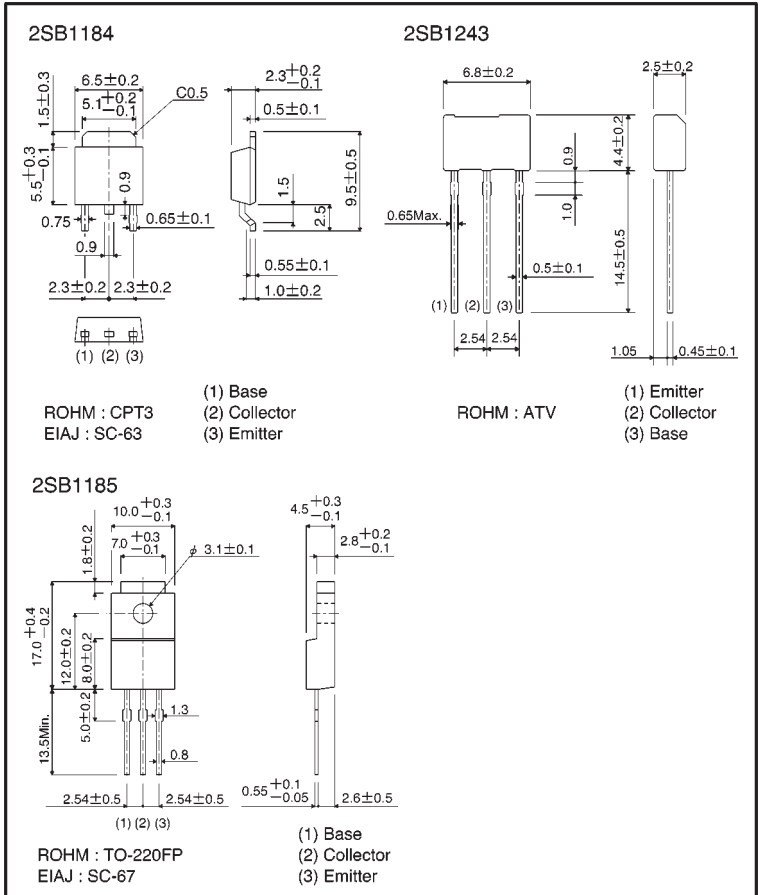 2SB1184
6.5±0.2
5.1 +0.2 −0.1
C0.5
1.5±0.3
5.5 +0.3 −0.1
0.9
0.75
0.65±0.1
0.9
2.3±0.2 2.3±0.2
(1) (2) (3)
2.3 +0.2 −0.1
0.5±0.1
1.5
2.5
9.5±0.5
0.55±0.1
1.0±0.2
ROHM : CPT3
EIAJ : SC-63
(1) Base
(2) Collector
(3) Emitter
2SB1243
6.8±0.2
2.5±0.2
4.4±0.2
0.9
1.0
0.65Max.
14.5±0.5
0.5±0.1
(1) (2) (3)
2.54 2.54
1.05
0.45±0.1
ROHM : ATV
(1) Emitter
(2) Collector
(3) Base
2SB1185
10.0 +0.3 −0.1
7.0 +0.3 −0.1
ϕ 3.1±0.1
1.8±0.2
17.0 +0.4 −0.2
12.0±0.2
8.0±0.2
5.0±0.2
13.5Min.
1.3
0.8
2.54±0.5 2.54±0.5
(1) (2) (3)
4.5 +0.3 −0.1
2.8 +0.2 −0.1
0.55 +0.1 −0.05
2.6±0.5
ROHM : TO-220FP
EIAJ : SC-67
(1) Base
(2) Collector
(3) Emitter